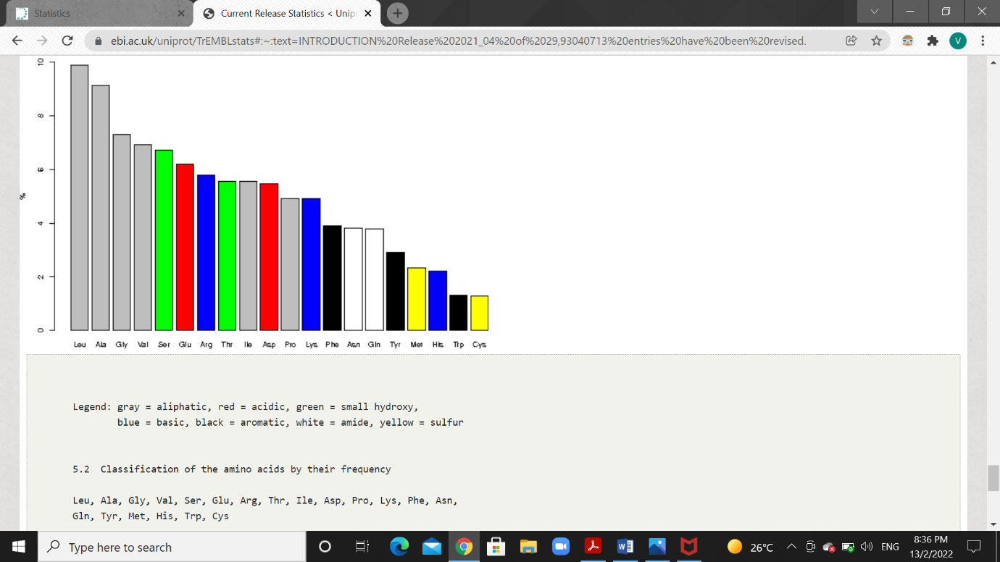 Statistics
Current Release Statistics < Unip
ebi.ac.uk/uniprot/TrEMBLstats#:~:text=INTRODUCTION%20Release%202021_04%20of%2029,93040713%20entries%20have%20been%20revised.
V
10
8
6
4
2
0
%
Leu Ala Gly Val Ser Glu Arg Thr Ile Asp Pro Lys Phe Asn Gln Tyr Met His Trp Cys
Legend: gray = aliphatic, red = acidic, green = small hydroxy,
blue = basic, black = aromatic, white = amide, yellow = sulfur
5.2 Classification of the amino acids by their frequency
Leu, Ala, Gly, Val, Ser, Glu, Arg, Thr, Ile, Asp, Pro, Lys, Phe, Asn,
Gln, Tyr, Met, His, Trp, Cys
Type here to search
26°C
ENG
8:36 PM
13/2/2022